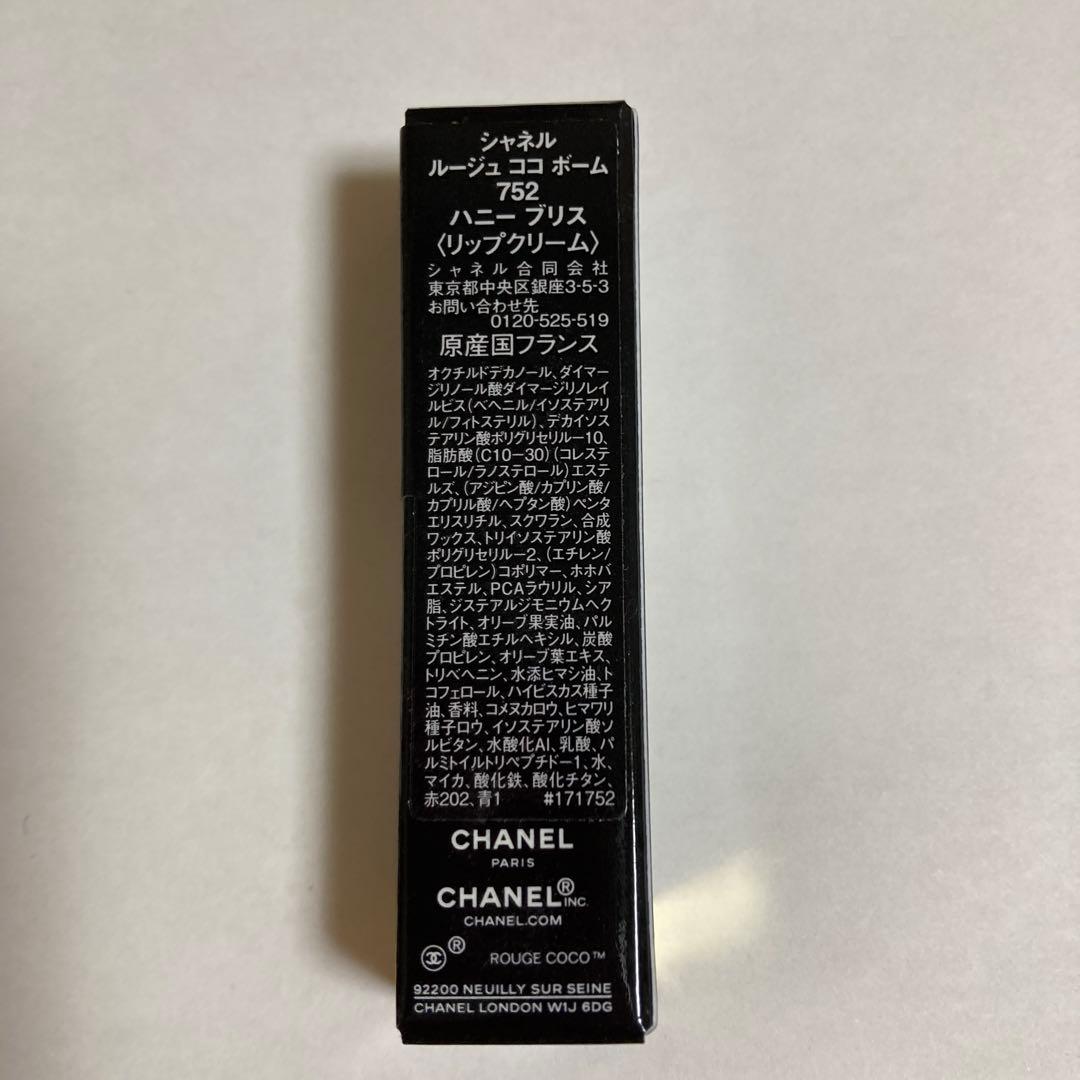 シャネル
ルージュ ココ ボーム
752
ハニー ブリス
〈リップクリーム〉
シャネル合同会社
東京都中央区銀座3-5-3
お問い合わせ先
0120-525-519
原産国フランス
オクチルドデカノール、ダイマー
ジリノール酸ダイマージリノレイ
ルビス(ベヘニル/イソステアリ
ル/フィトステリル)、デカイソス
テアリン酸ポリグリセリル－10、
脂肪酸(C10－30)(コレステ
ロール/ラノステロール)エステ
ルズ、(アジピン酸/カプリン酸/
カプリル酸/ヘプタン酸)ペンタ
エリスリチル、スクワラン、合成
ワックス、トリイソステアリン酸
ポリグリセリル－2、(エチレン/
プロピレン)コポリマー、ホホバ
エステル、PCAラウリル、シア
脂、ジステアルジモニウムヘク
トライト、オリーブ果実油、パル
ミチン酸エチルヘキシル、炭酸
プロピレン、オリーブ葉エキス、
トリベヘニン、水添ヒマシ油、ト
コフェロール、ハイビスカス種子
油、香料、コメヌカロウ、ヒマワリ
種子ロウ、イソステアリン酸ソ
ルビタン、水酸化Al、乳酸、パ
ルミトイルトリペプチド－1、水、
マイカ、酸化鉄、酸化チタン、
赤202、青1 #171752
CHANEL
PARIS
CHANEL® INC.
CHANEL.COM
® ROUGE COCO™
92200 NEUILLY SUR SEINE
CHANEL LONDON W1J 6DG